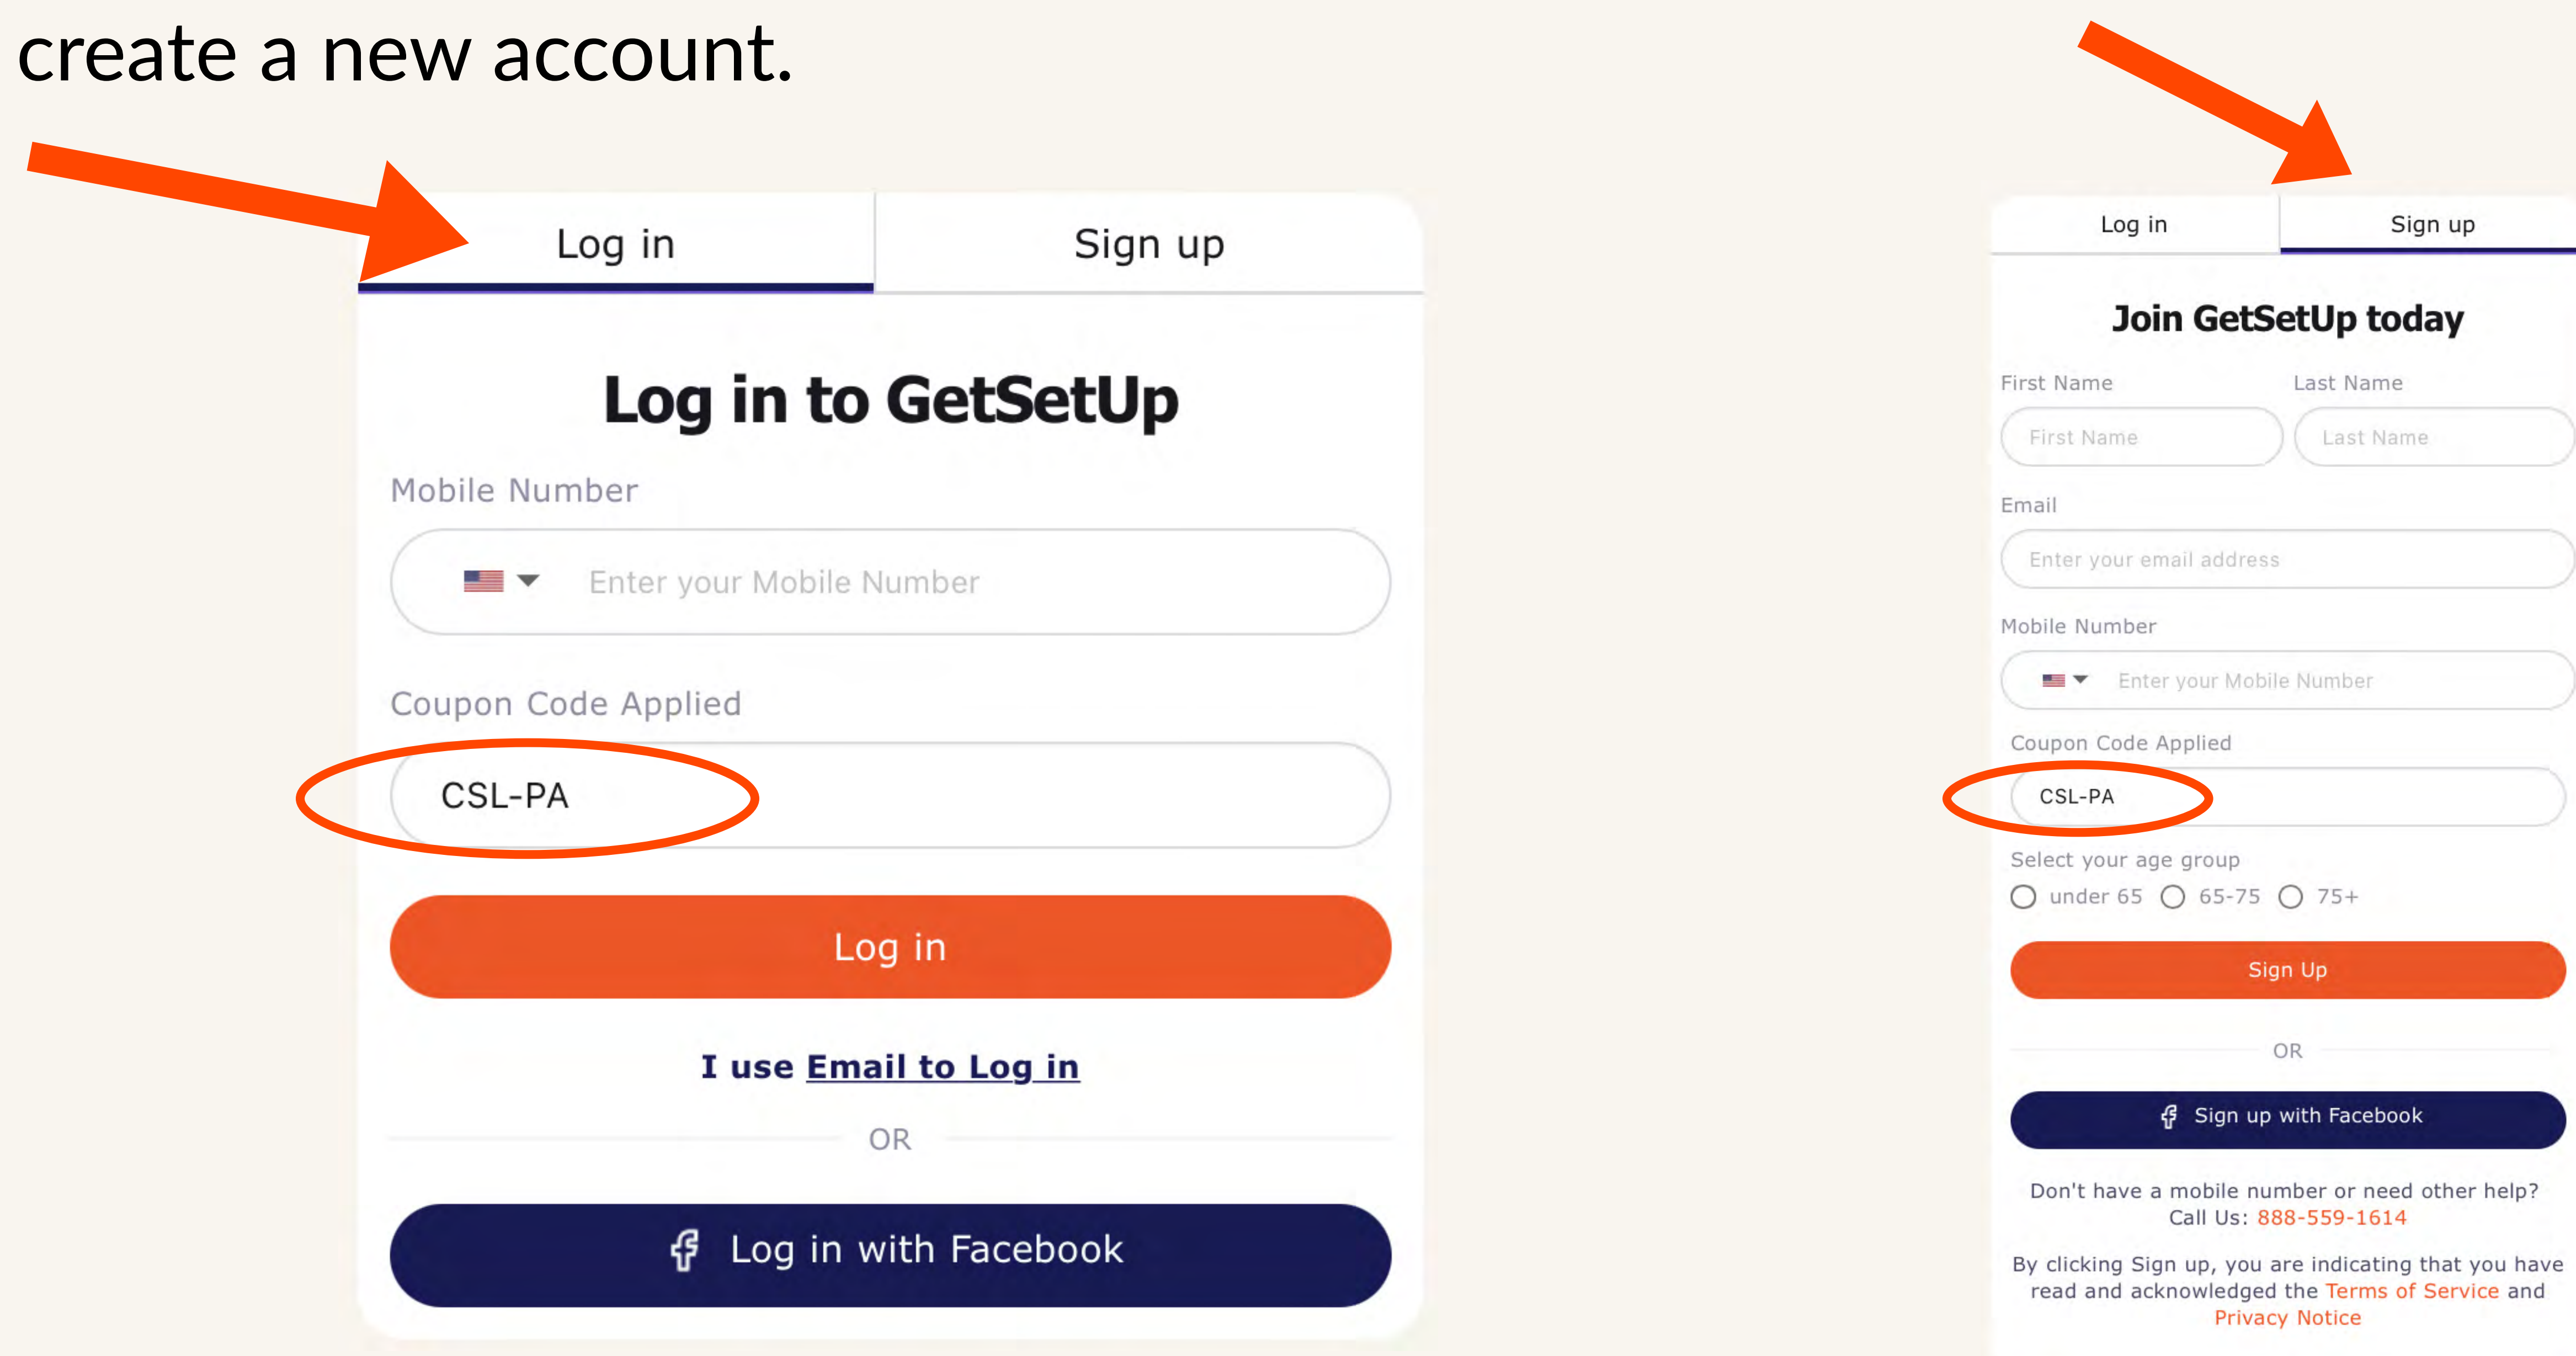 create a new account.
Log in
Sign up
Log in to GetSetUp
Mobile Number
Enter your Mobile Number
Coupon Code Applied
CSL-PA
Log in
I use Email to Log in
OR
Log in with Facebook
Log in
Sign up
Join GetSetUp today
First Name
Last Name
First Name
Last Name
Email
Enter your email address
Mobile Number
Enter your Mobile Number
Coupon Code Applied
CSL-PA
Select your age group
under 65
65-75
75+
Sign Up
OR
Sign up with Facebook
Don't have a mobile number or need other help?
Call Us: 888-559-1614
By clicking Sign up, you are indicating that you have
read and acknowledged the Terms of Service and
Privacy Notice